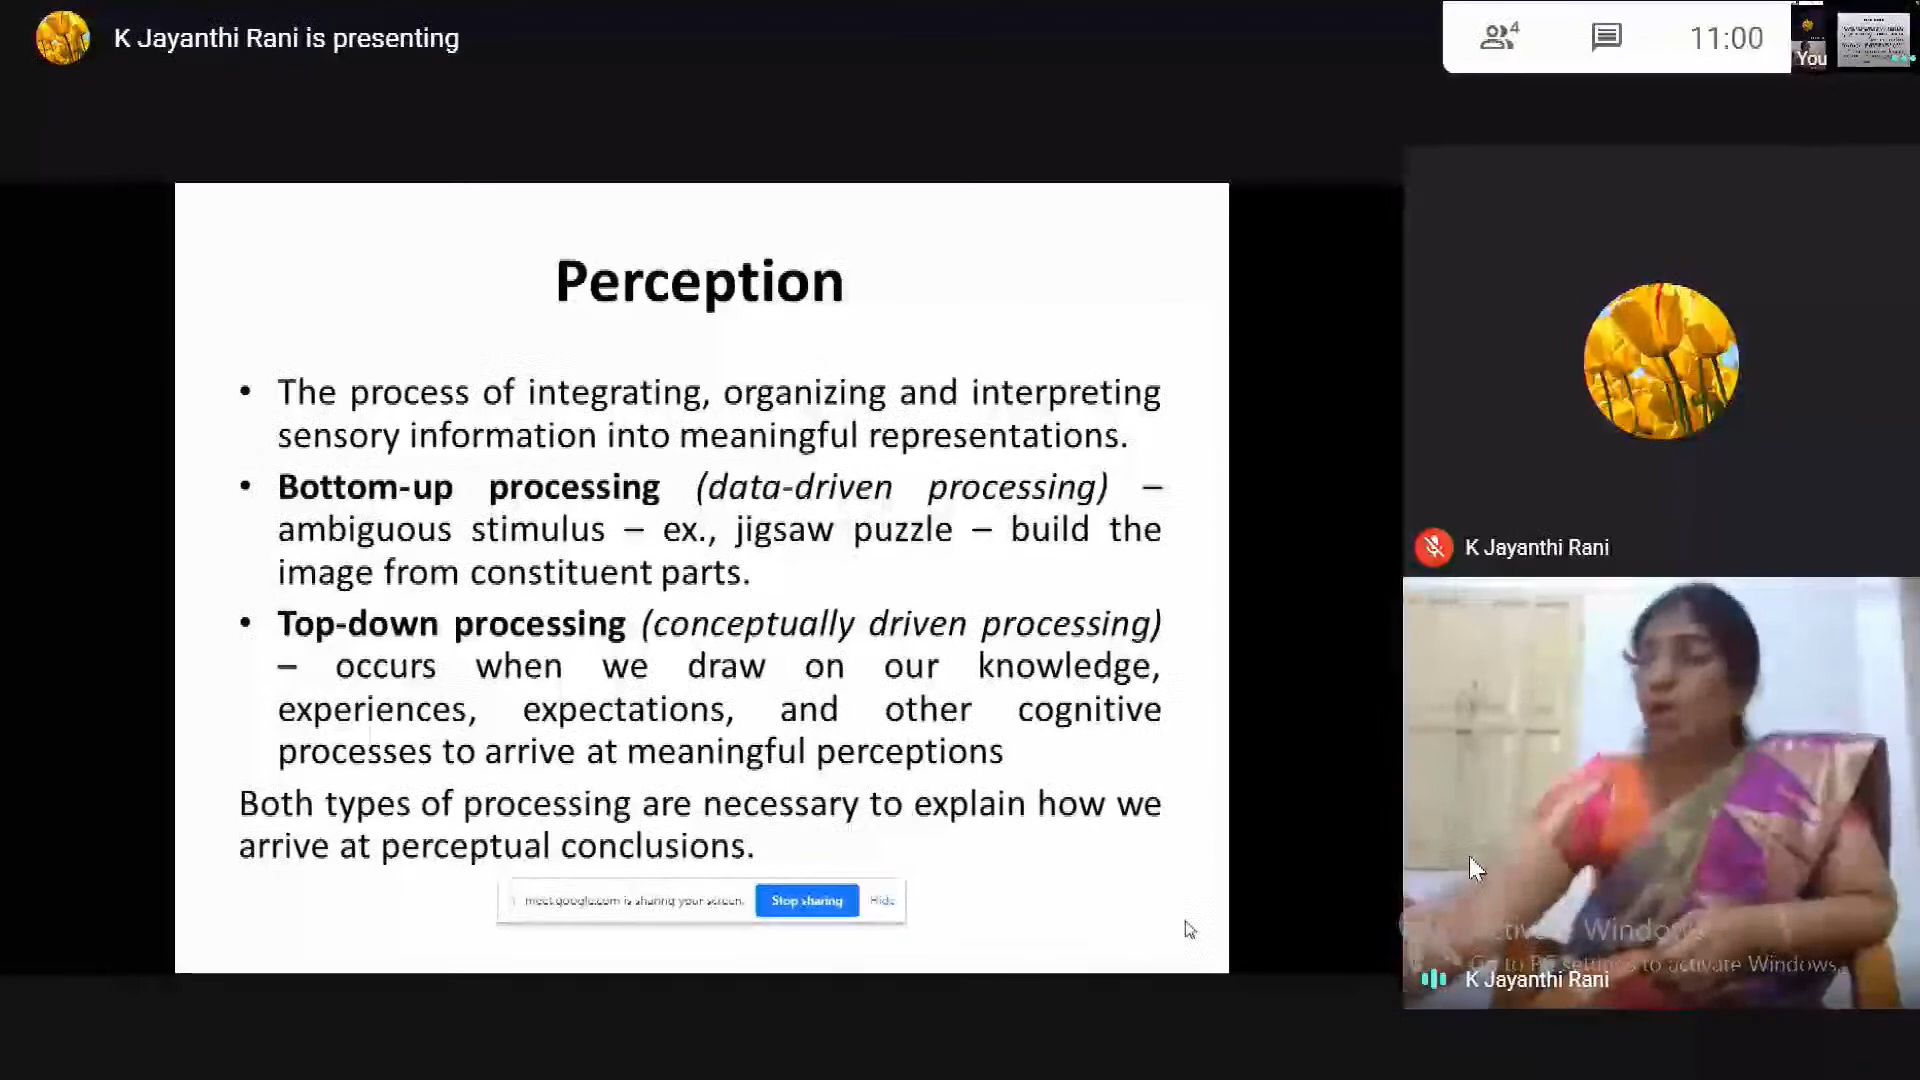 K Jayanthi Rani is presenting
4
11:00
You
Perception
• The process of integrating, organizing and interpreting
sensory information into meaningful representations.
• Bottom-up processing (data-driven processing) –
ambiguous stimulus – ex., jigsaw puzzle – build the
image from constituent parts.
• Top-down processing (conceptually driven processing)
– occurs when we draw on our knowledge,
experiences, expectations, and other cognitive
processes to arrive at meaningful perceptions
Both types of processing are necessary to explain how we
arrive at perceptual conclusions.
meet.google.com is sharing your screen. Stop sharing Hide
K Jayanthi Rani
Windows
Go to PC settings to activate Windows.
K Jayanthi Rani